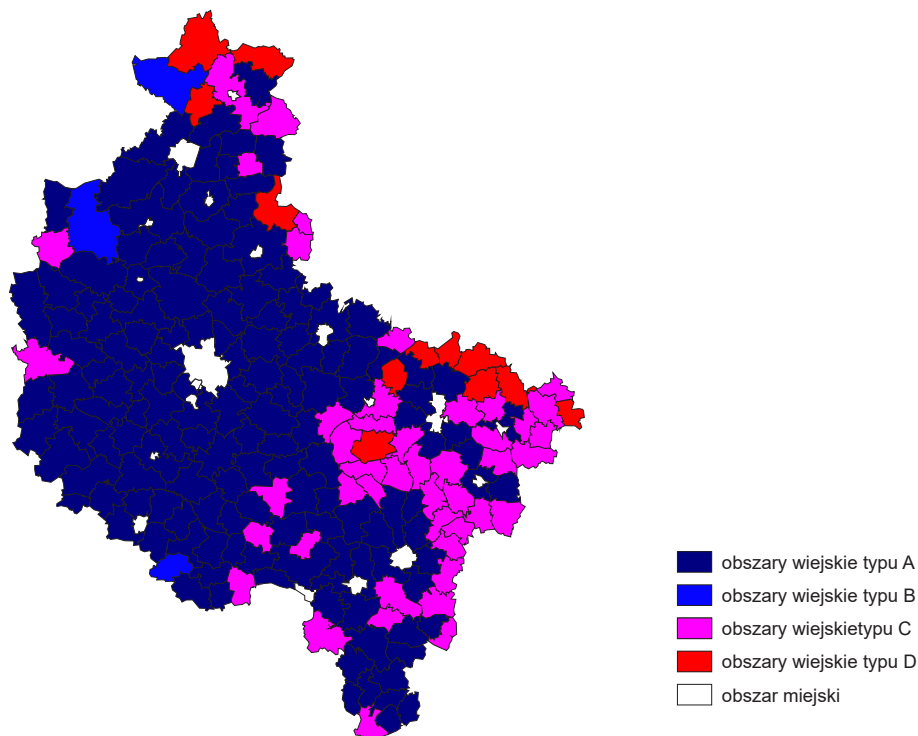 obszary wiejskie typu A
obszary wiejskie typu B
obszary wiejskietypu C
obszary wiejskie typu D
obszar miejski